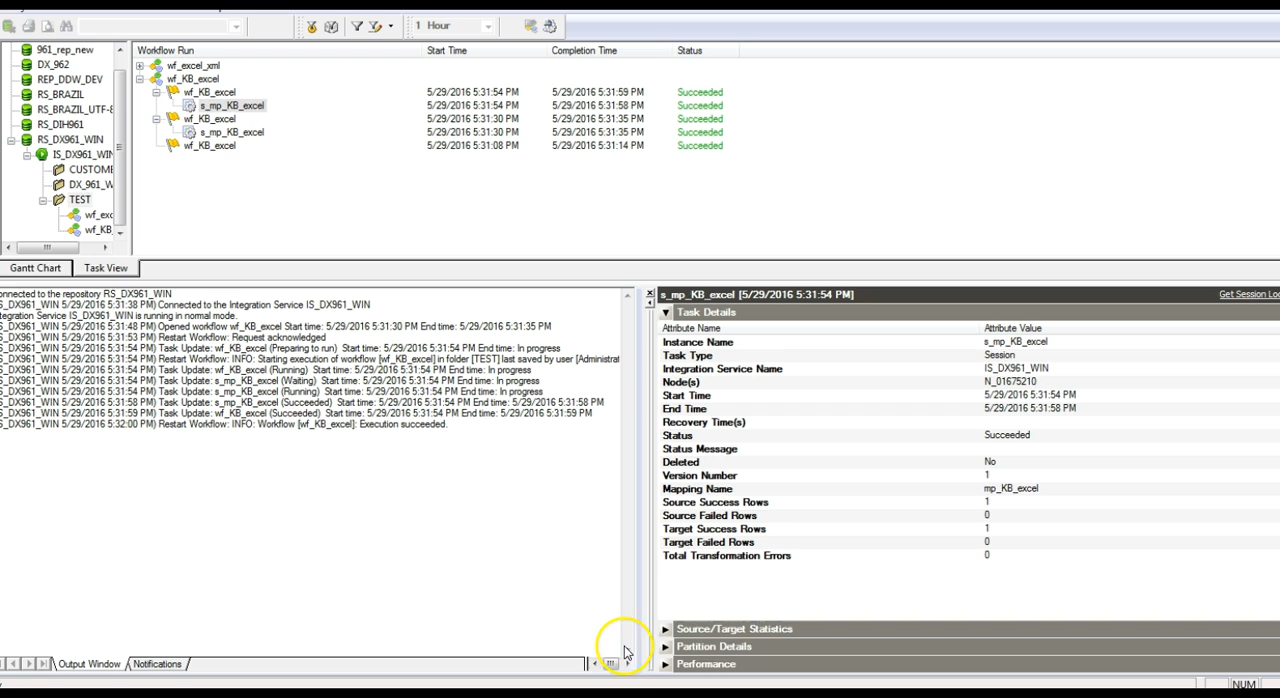 1 Hour
961_rep_new
DX_962
REP_DDW_DEV
RS_BRAZIL
RS_BRAZIL_UTF-8
RS_DIH961
RS_DX961_WIN
IS_DX961_WIN
CUSTOME
DX_961_W
TEST
wf_exc
wf_KB_
Workflow Run Start Time Completion Time Status
wf_excel_xml
wf_KB_excel
wf_KB_excel 5/29/2016 5:31:54 PM 5/29/2016 5:31:59 PM Succeeded
s_mp_KB_excel 5/29/2016 5:31:54 PM 5/29/2016 5:31:58 PM Succeeded
wf_KB_excel 5/29/2016 5:31:30 PM 5/29/2016 5:31:35 PM Succeeded
s_mp_KB_excel 5/29/2016 5:31:30 PM 5/29/2016 5:31:35 PM Succeeded
wf_KB_excel 5/29/2016 5:31:08 PM 5/29/2016 5:31:14 PM Succeeded
Gantt Chart Task View
onnected to the repository RS_DX961_WIN
S_DX961_WIN 5/29/2016 5:31:38 PM) Connected to the Integration Service IS_DX961_WIN
tegration Service IS_DX961_WIN is running in normal mode.
S_DX961_WIN 5/29/2016 5:31:48 PM) Opened workflow wf_KB_excel Start time: 5/29/2016 5:31:30 PM End time: 5/29/2016 5:31:35 PM
S_DX961_WIN 5/29/2016 5:31:53 PM) Restart Workflow: Request acknowledged
S_DX961_WIN 5/29/2016 5:31:54 PM) Task Update: wf_KB_excel (Preparing to run) Start time: 5/29/2016 5:31:54 PM End time: In progress
S_DX961_WIN 5/29/2016 5:31:54 PM) Restart Workflow: INFO: Starting execution of workflow [wf_KB_excel] in folder [TEST] last saved by user [Administrat
S_DX961_WIN 5/29/2016 5:31:54 PM) Task Update: wf_KB_excel (Running) Start time: 5/29/2016 5:31:54 PM End time: In progress
S_DX961_WIN 5/29/2016 5:31:54 PM) Task Update: s_mp_KB_excel (Waiting) Start time: 5/29/2016 5:31:54 PM End time: In progress
S_DX961_WIN 5/29/2016 5:31:54 PM) Task Update: s_mp_KB_excel (Running) Start time: 5/29/2016 5:31:54 PM End time: In progress
S_DX961_WIN 5/29/2016 5:31:58 PM) Task Update: s_mp_KB_excel (Succeeded) Start time: 5/29/2016 5:31:54 PM End time: 5/29/2016 5:31:58 PM
S_DX961_WIN 5/29/2016 5:31:59 PM) Task Update: wf_KB_excel (Succeeded) Start time: 5/29/2016 5:31:54 PM End time: 5/29/2016 5:31:59 PM
S_DX961_WIN 5/29/2016 5:32:00 PM) Restart Workflow: INFO: Workflow [wf_KB_excel]: Execution succeeded.
Output Window Notifications
s_mp_KB_excel [5/29/2016 5:31:54 PM] Get Session Log
Task Details
Attribute Name Attribute Value
Instance Name s_mp_KB_excel
Task Type Session
Integration Service Name IS_DX961_WIN
Node(s) N_01675210
Start Time 5/29/2016 5:31:54 PM
End Time 5/29/2016 5:31:58 PM
Recovery Time(s)
Status Succeeded
Status Message
Deleted No
Version Number 1
Mapping Name mp_KB_excel
Source Success Rows 1
Source Failed Rows 0
Target Success Rows 1
Target Failed Rows 0
Total Transformation Errors 0
Source/Target Statistics
Partition Details
Performance
NUM